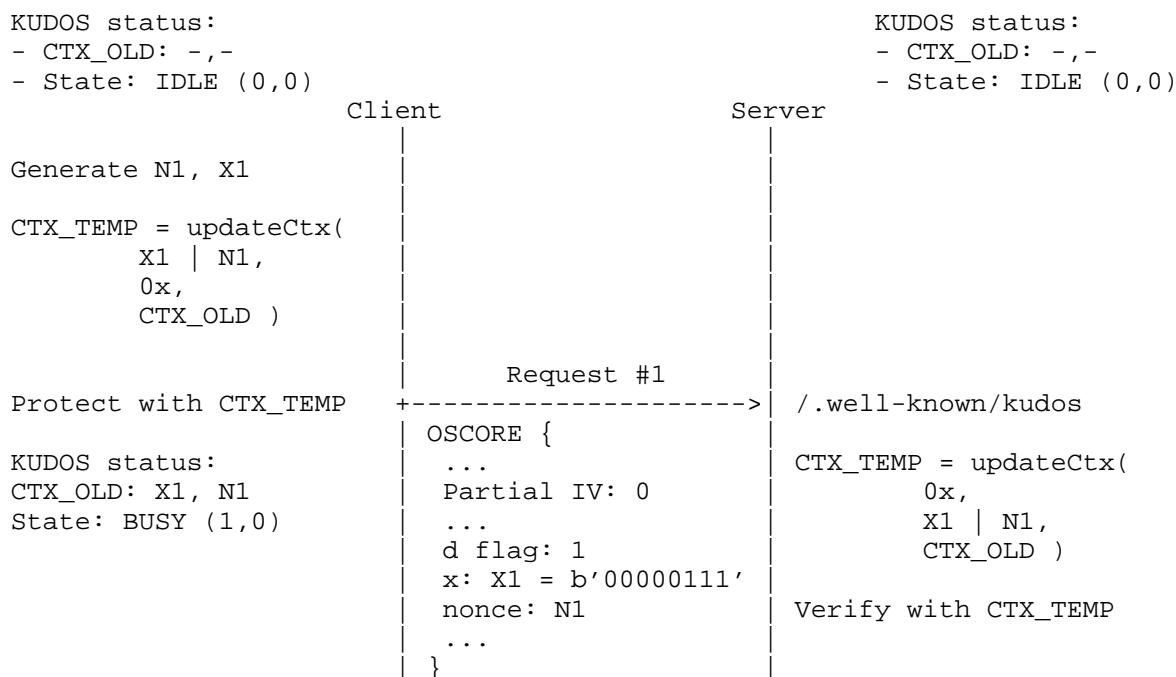 KUDOS status:                                          KUDOS status:
- CTX_OLD: -,-                                         - CTX_OLD: -,-
- State: IDLE (0,0)                                    - State: IDLE (0,0)
                     Client                  Server
                        |                      |
Generate N1, X1         |                      |
                        |                      |
CTX_TEMP = updateCtx(   |                      |
        X1 | N1,        |                      |
        0x,             |                      |
        CTX_OLD )       |                      |
                        |                      |
                        |      Request #1      |
Protect with CTX_TEMP   +--------------------->| /.well-known/kudos
                        | OSCORE {             |
KUDOS status:           |  ...                 | CTX_TEMP = updateCtx(
CTX_OLD: X1, N1         |  Partial IV: 0       |         0x,
State: BUSY (1,0)       |  ...                 |         X1 | N1,
                        |  d flag: 1           |         CTX_OLD )
                        |  x: X1 = b’00000111’ |
                        |  nonce: N1           | Verify with CTX_TEMP
                        |  ...                 |
                        | }                    |